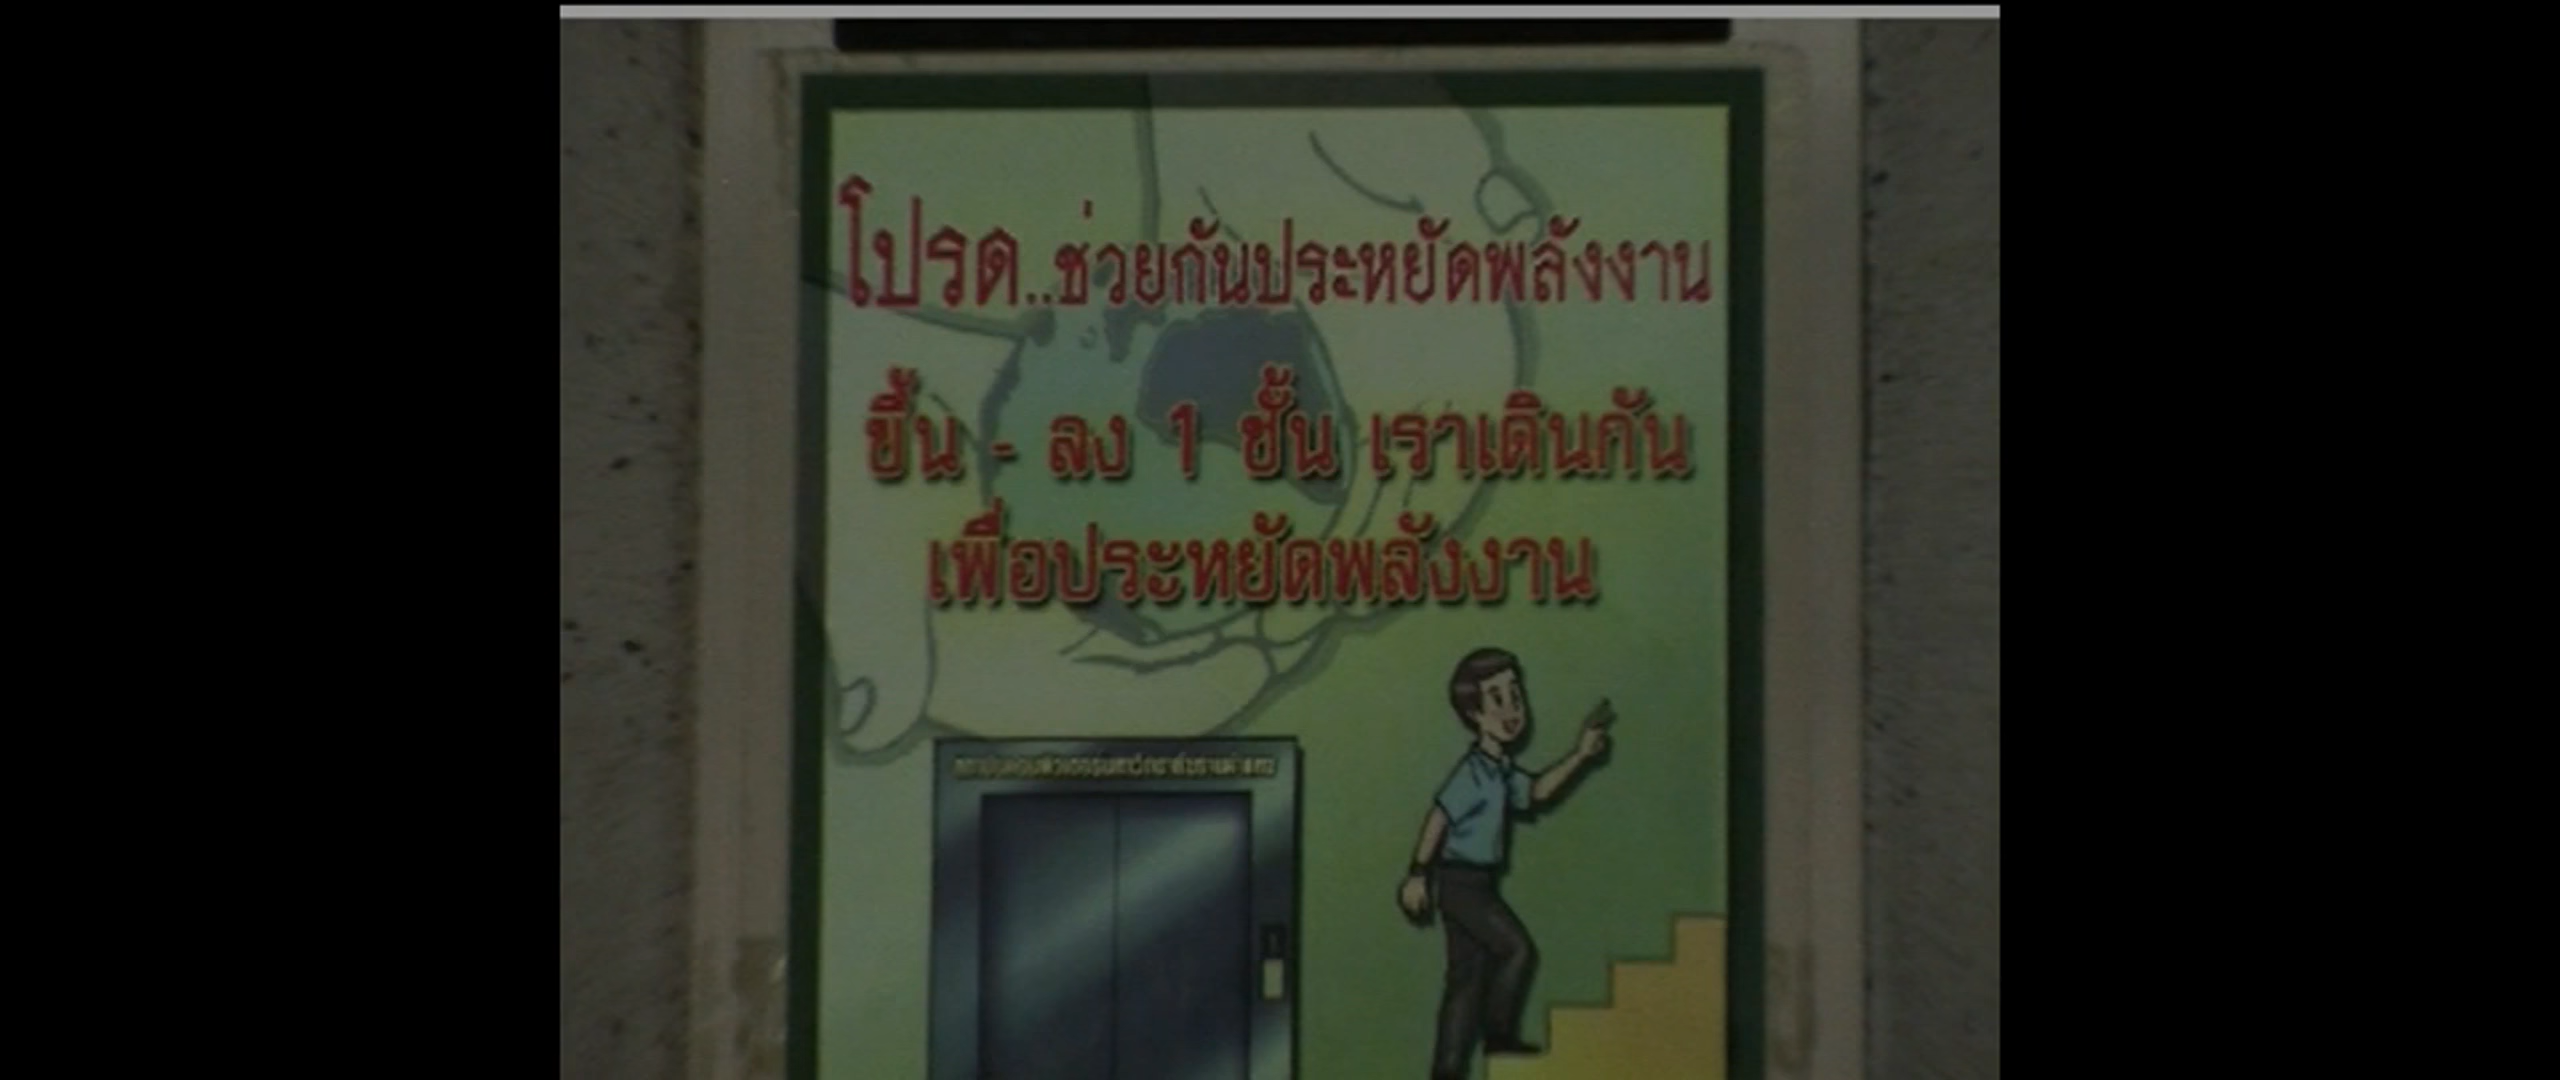 โปรด..ช่วยกันประหยัดพลังงาน
ขึ้น - ลง 1 ชั้น เราเดินกัน
เพื่อประหยัดพลังงาน